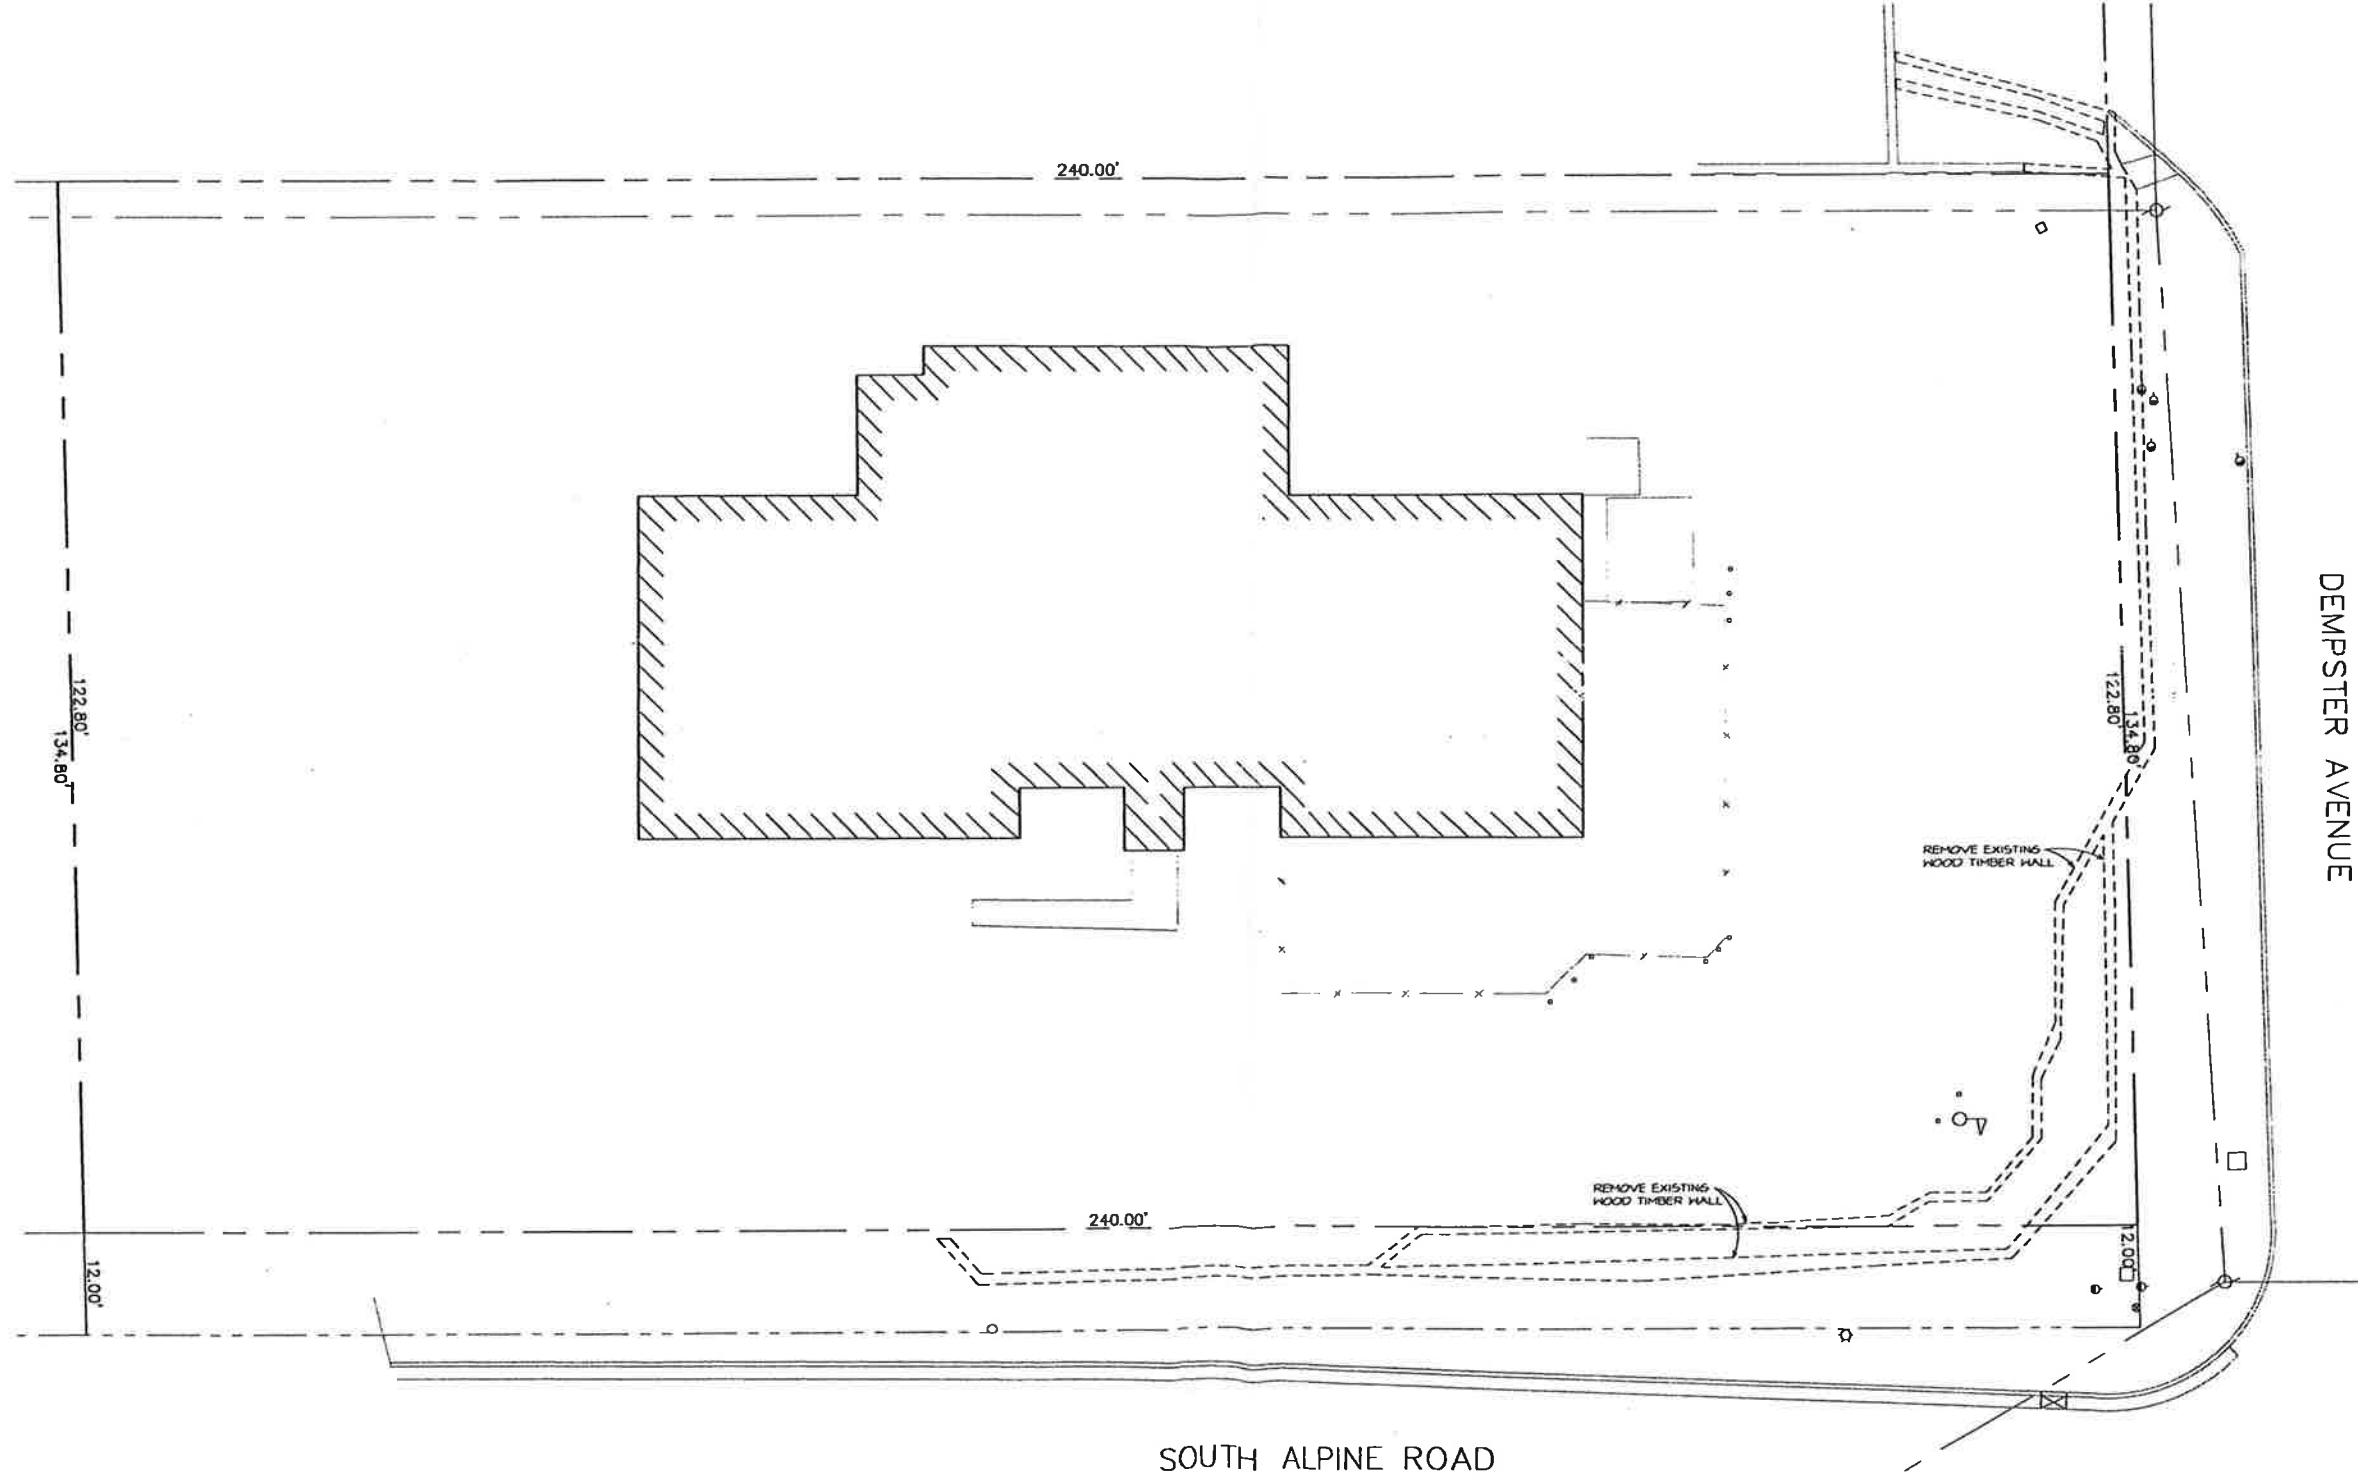 240.00'
122.80'
134.80'
122.80'
134.80'
DEMPSTER AVENUE
REMOVE EXISTING
WOOD TIMBER WALL
REMOVE EXISTING
WOOD TIMBER WALL
240.00'
12.00'
12.00'
SOUTH ALPINE ROAD